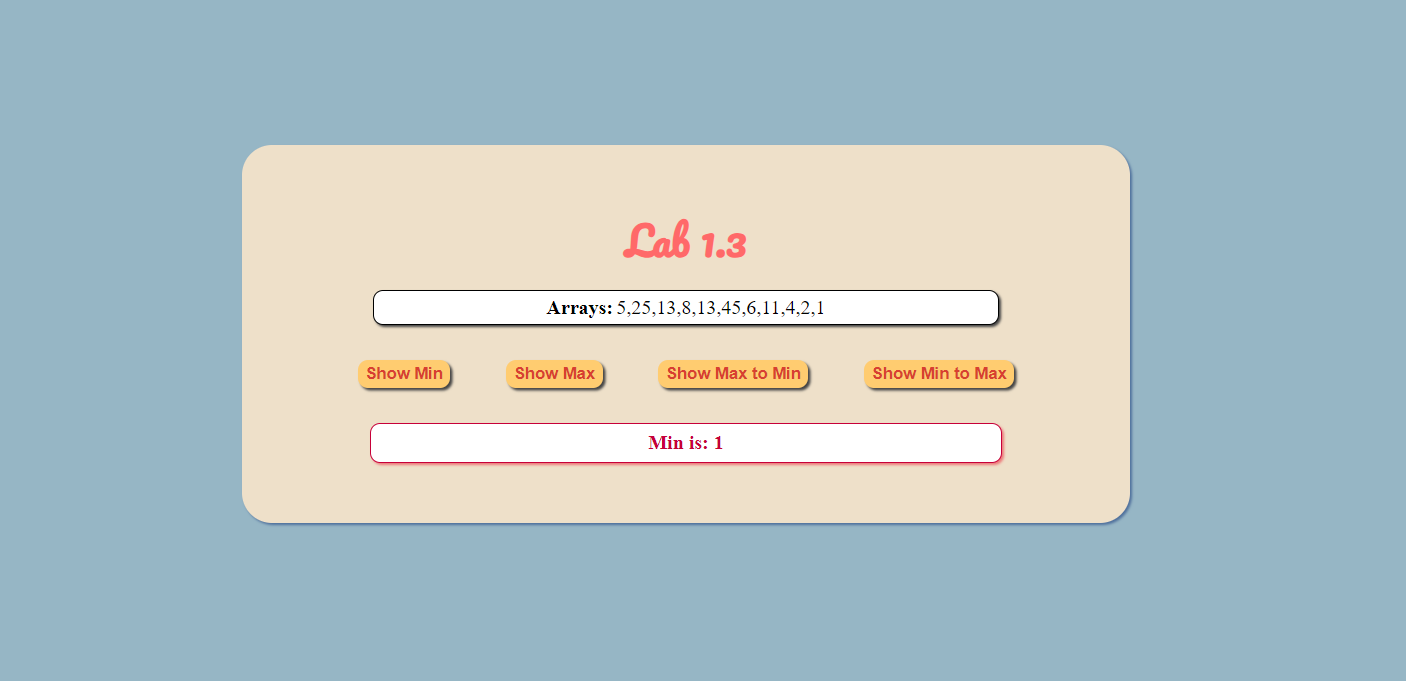 Lab 1.3
Arrays: 5,25,13,8,13,45,6,11,4,2,1
Show Min Show Max Show Max to Min Show Min to Max
Min is: 1